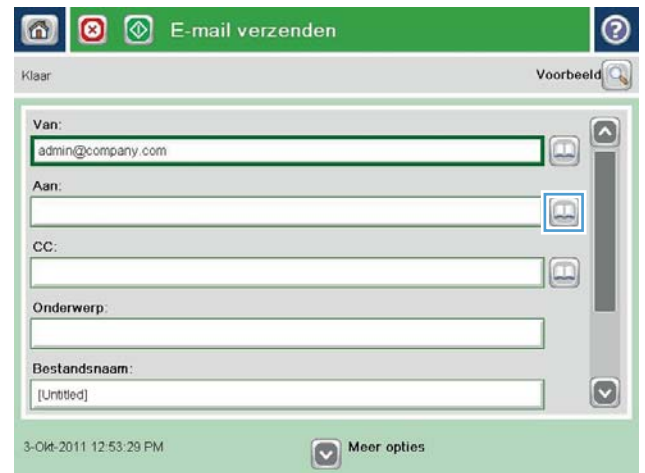 E-mail verzenden
Klaar
Voorbeeld
Van:
admin@company.com
Aan:
CC:
Onderwerp:
Bestandsnaam:
[Untitled]
3-Okt-2011 12:53:29 PM
Meer opties